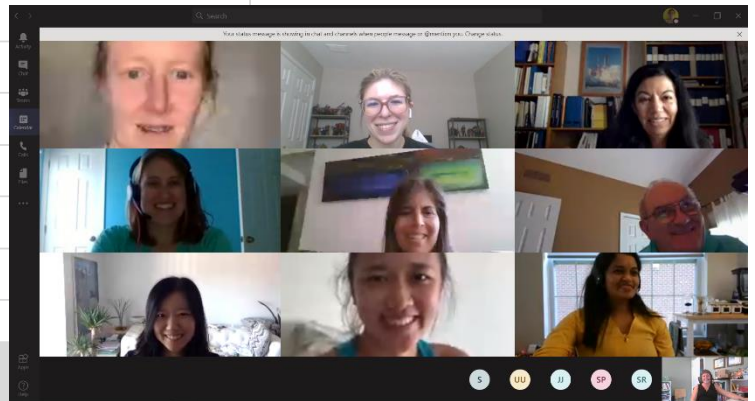 Search
Your status message is showing in chat and channels when people message or @mention you. Change status.
Activity
Chat
Teams
Calendar
Calls
Files
Apps
Help
S
UU
JJ
SP
SR